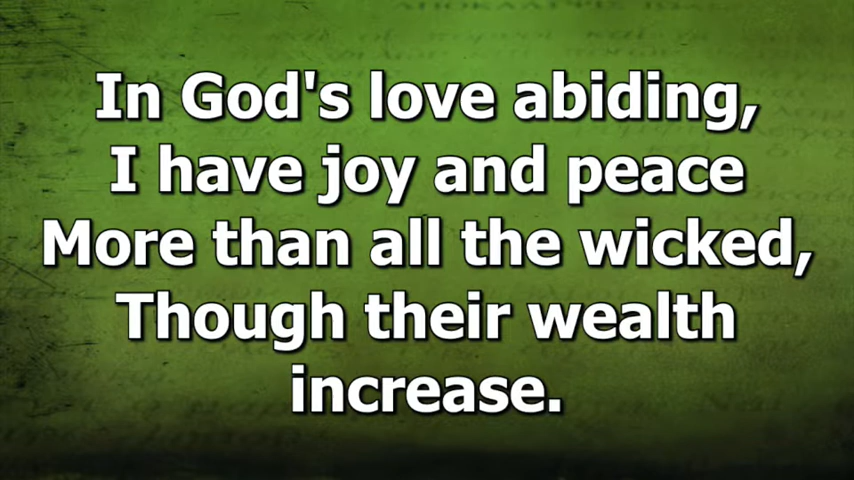 In God's love abiding,
I have joy and peace
More than all the wicked,
Though their wealth
increase.